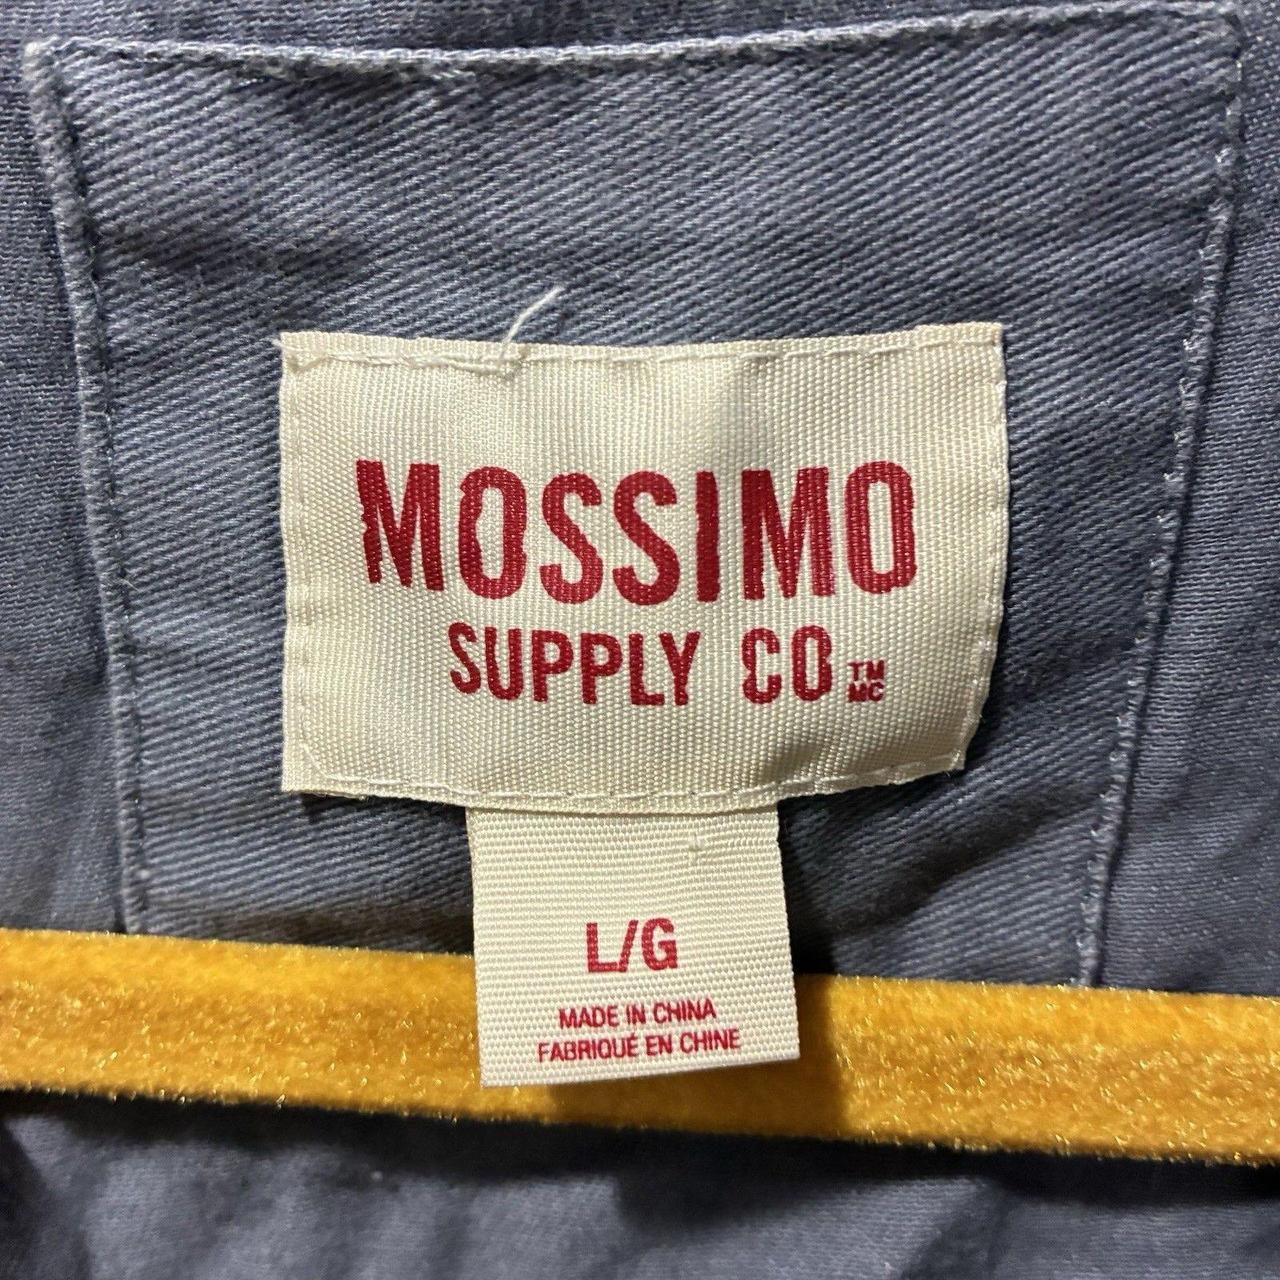 MOSSIMO
SUPPLY CO TM MC
L/G
MADE IN CHINA
FABRIQUÉ EN CHINE